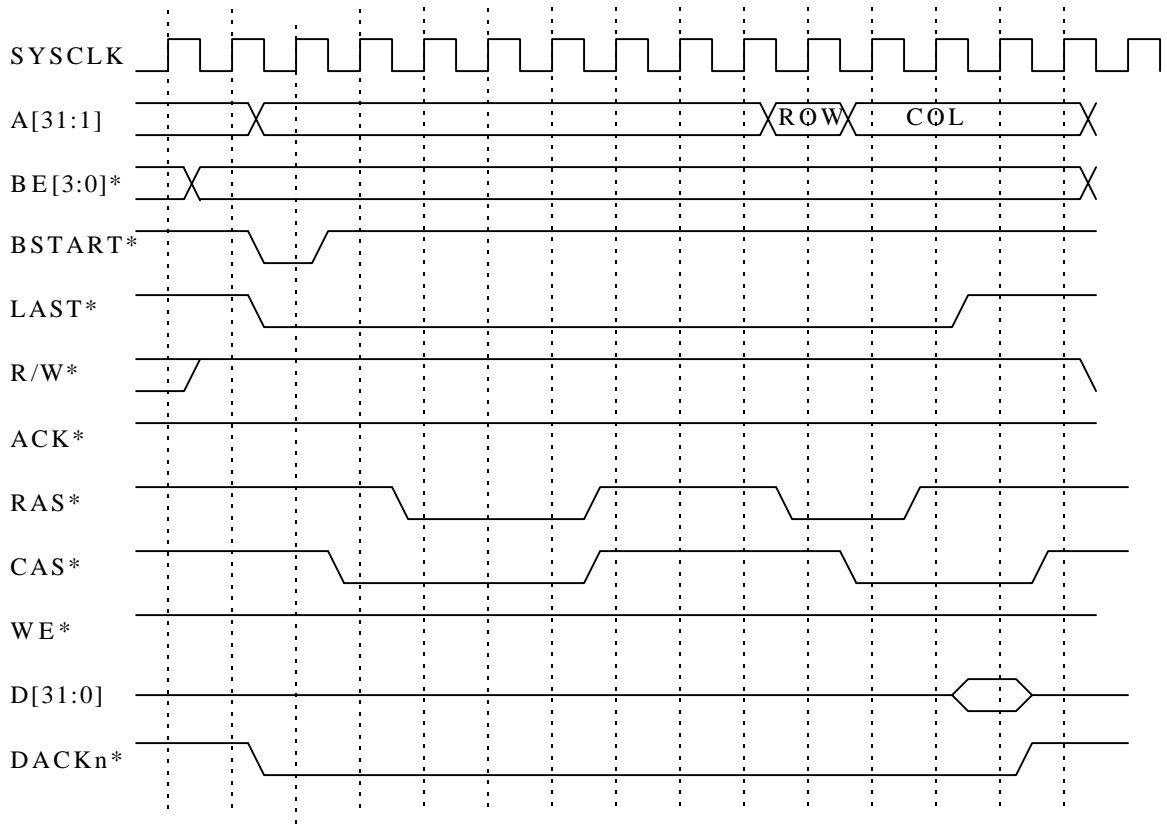 SYSCLK
A[31:1] ROW COL
BE[3:0]*
BSTART*
LAST*
R/W*
ACK*
RAS*
CAS*
WE*
D[31:0]
DACKn*